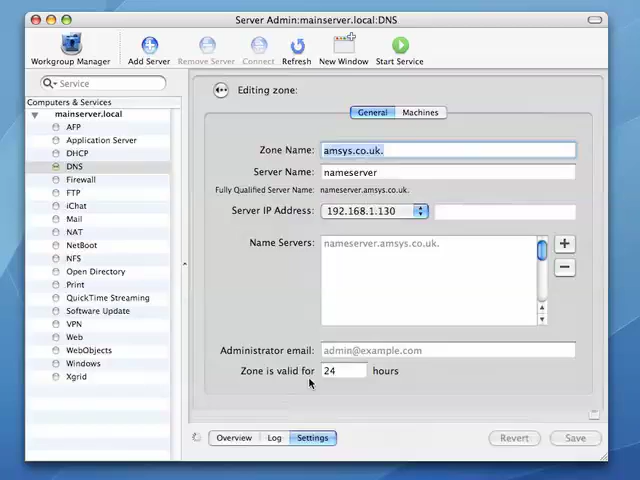 Server Admin:mainserver.local:DNS
Workgroup Manager
Add Server
Remove Server
Connect
Refresh
New Window
Start Service
Service
Computers & Services
mainserver.local
AFP
Application Server
DHCP
DNS
Firewall
FTP
iChat
Mail
NAT
NetBoot
NFS
Open Directory
Print
QuickTime Streaming
Software Update
VPN
Web
WebObjects
Windows
Xgrid
Editing zone:
General
Machines
Zone Name: amsys.co.uk.
Server Name: nameserver
Fully Qualified Server Name: nameserver.amsys.co.uk.
Server IP Address: 192.168.1.130
Name Servers: nameserver.amsys.co.uk.
Administrator email: admin@example.com
Zone is valid for 24 hours
Overview
Log
Settings
Revert
Save